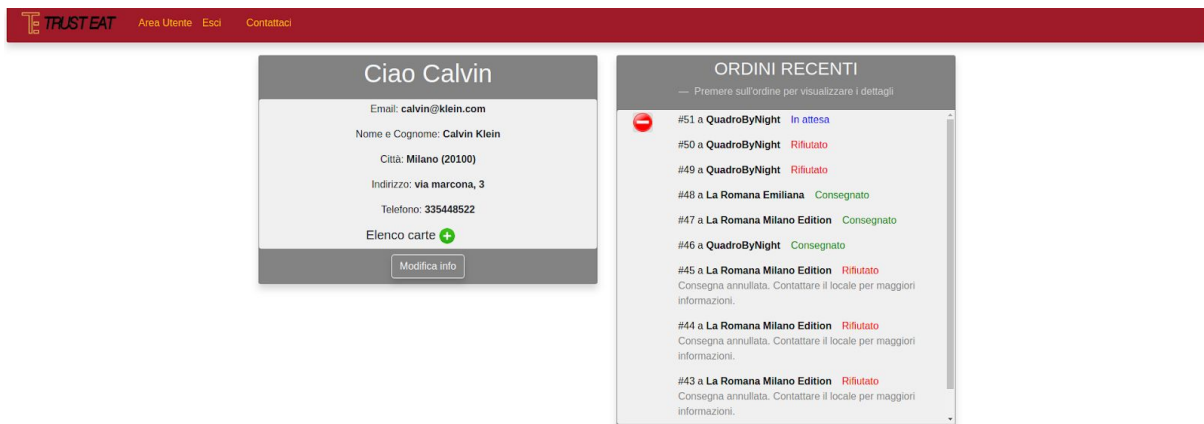 TRUST EAT
Area Utente Esci Contattaci
Ciao Calvin
Email: calvin@klein.com
Nome e Cognome: Calvin Klein
Città: Milano (20100)
Indirizzo: via marcona, 3
Telefono: 335448522
Elenco carte
Modifica info
ORDINI RECENTI
— Premere sull'ordine per visualizzare i dettagli
#51 a QuadroByNight In attesa
#50 a QuadroByNight Rifiutato
#49 a QuadroByNight Rifiutato
#48 a La Romana Emiliana Consegnato
#47 a La Romana Milano Edition Consegnato
#46 a QuadroByNight Consegnato
#45 a La Romana Milano Edition Rifiutato
Consegna annullata. Contattare il locale per maggiori
informazioni.
#44 a La Romana Milano Edition Rifiutato
Consegna annullata. Contattare il locale per maggiori
informazioni.
#43 a La Romana Milano Edition Rifiutato
Consegna annullata. Contattare il locale per maggiori
informazioni.